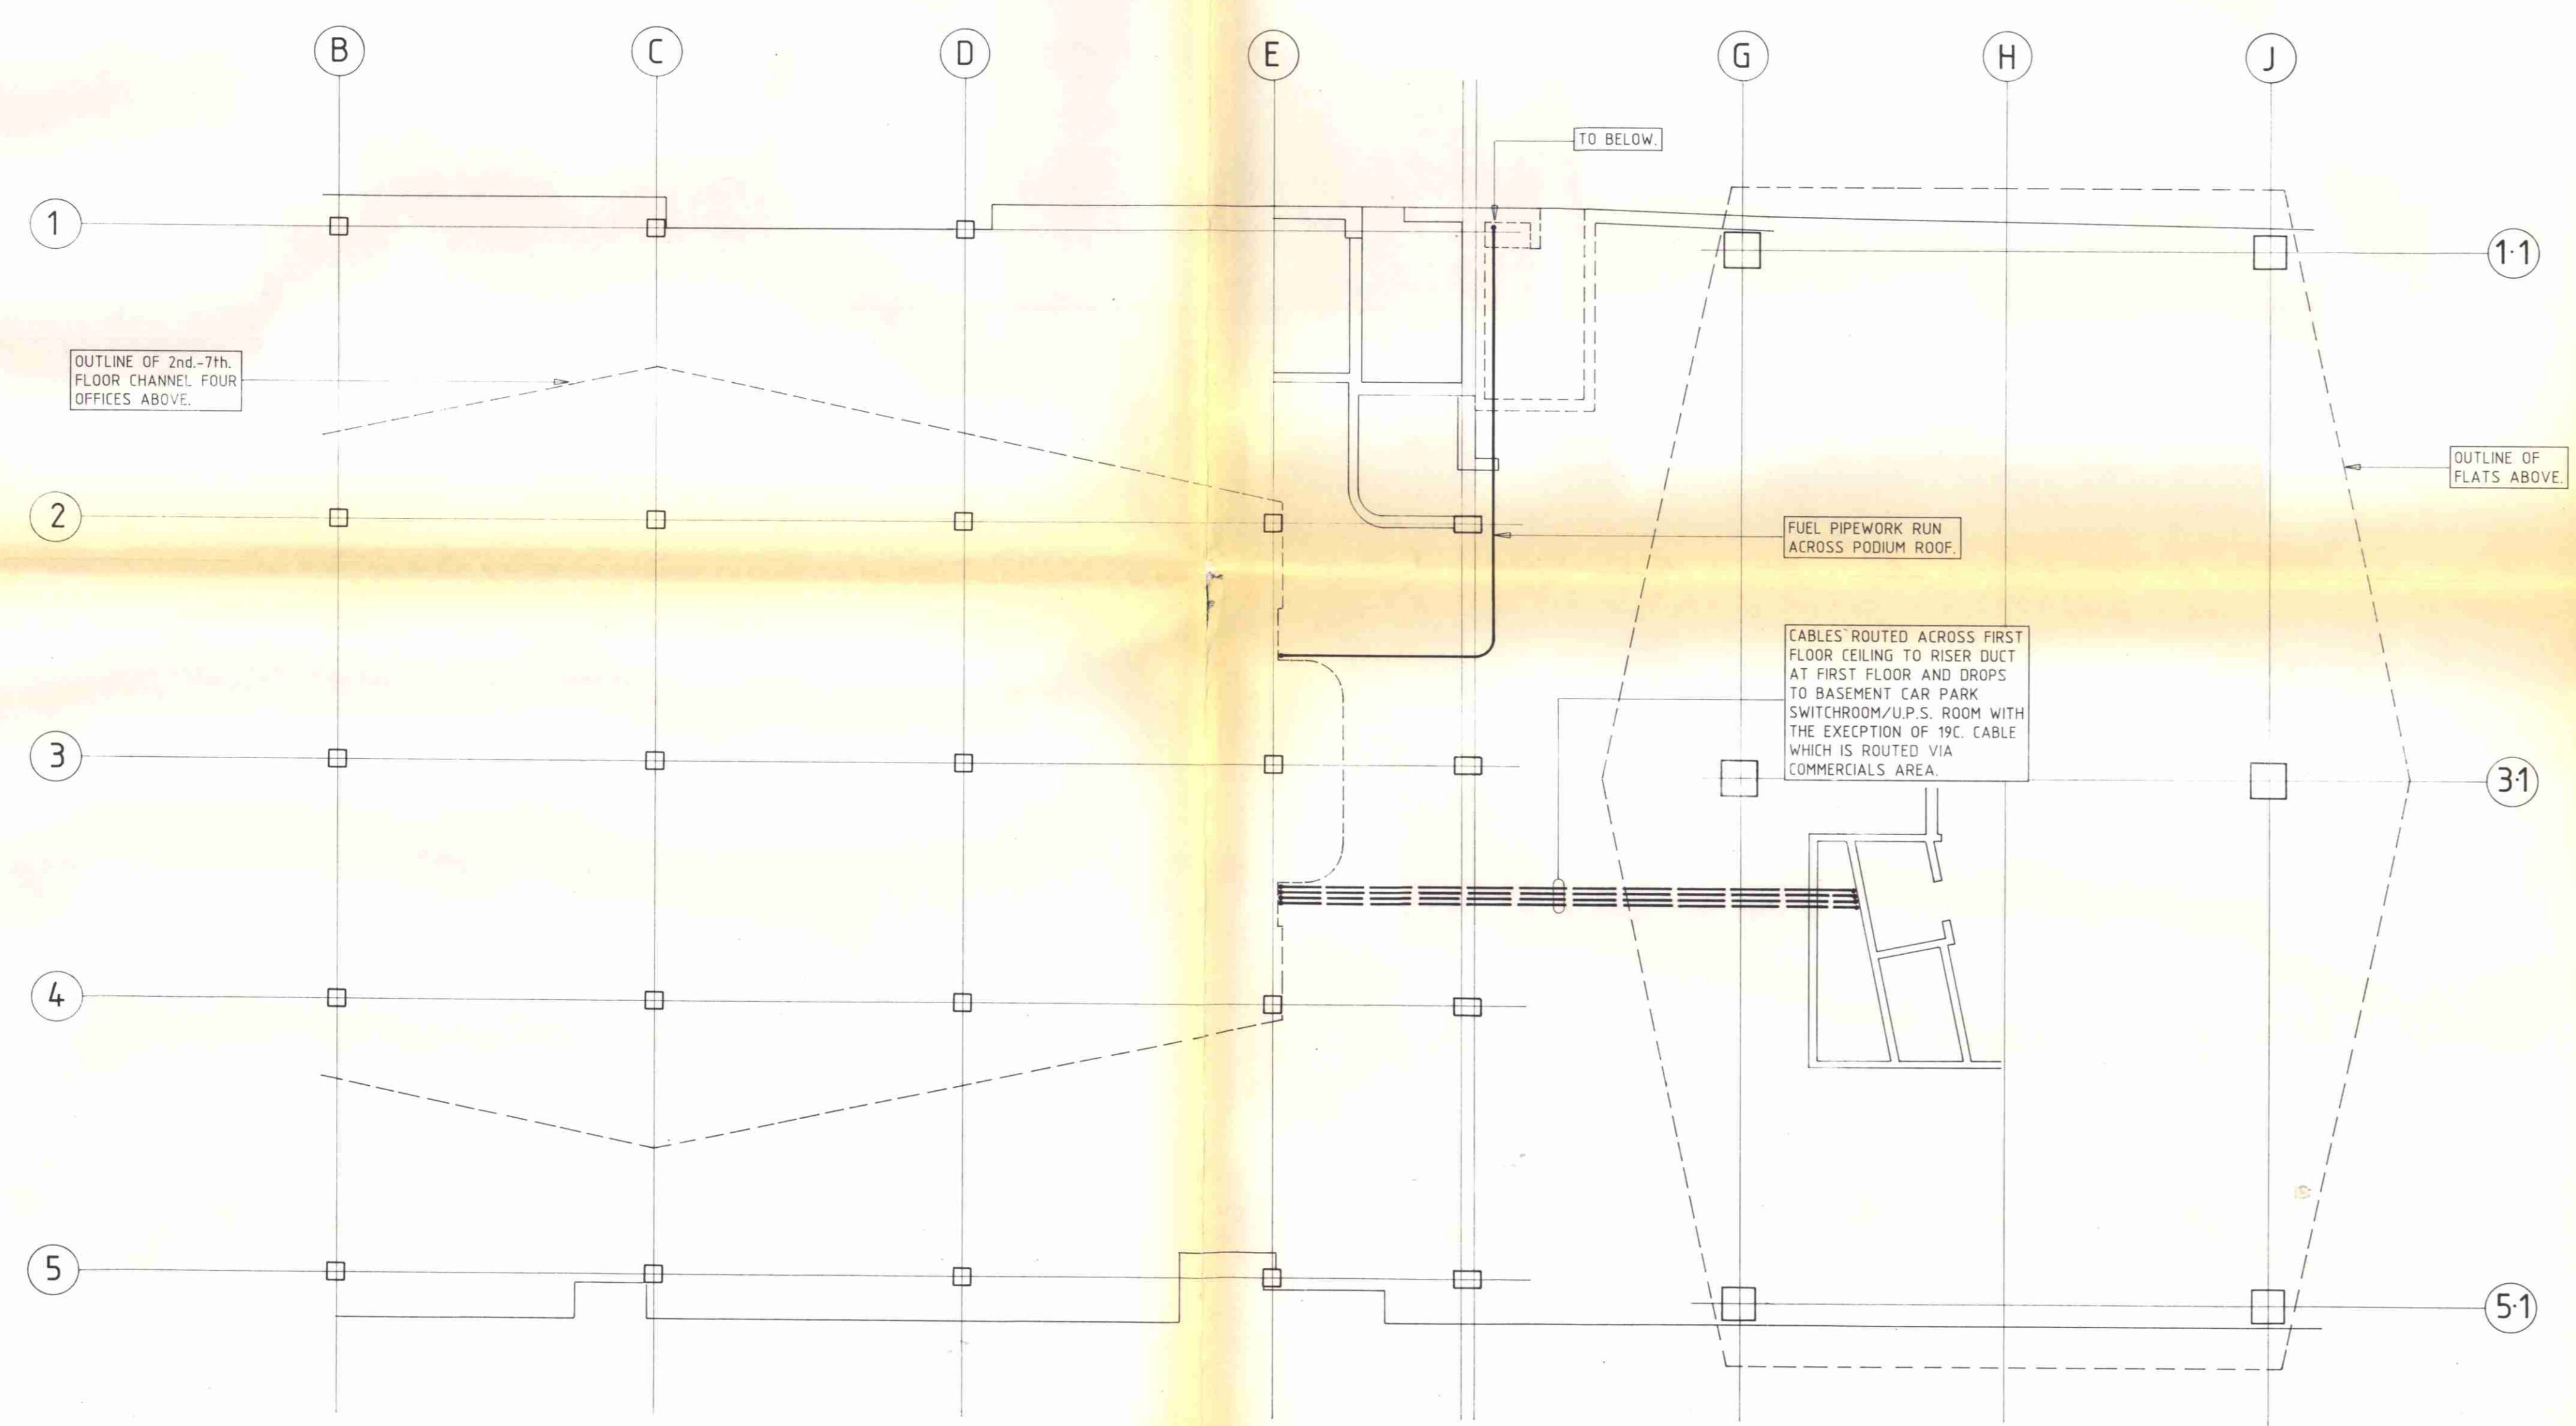 B
C
D
E
G
H
J
TO BELOW.
1
1·1
OUTLINE OF 2nd.-7th.
FLOOR CHANNEL FOUR
OFFICES ABOVE.
OUTLINE OF
FLATS ABOVE.
2
FUEL PIPEWORK RUN
ACROSS PODIUM ROOF.
CABLES ROUTED ACROSS FIRST
FLOOR CEILING TO RISER DUCT
AT FIRST FLOOR AND DROPS
TO BASEMENT CAR PARK
SWITCHROOM/U.P.S. ROOM WITH
THE EXECPTION OF 19C. CABLE
WHICH IS ROUTED VIA
COMMERCIALS AREA.
3
3·1
4
5
5·1